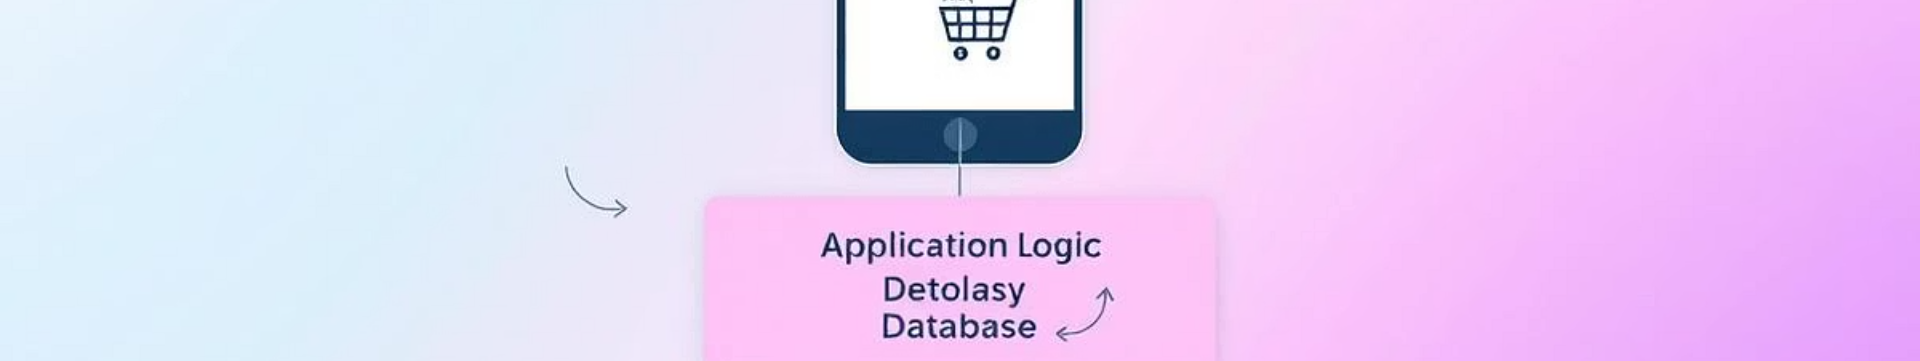 Application Logic
Detolasy
Database